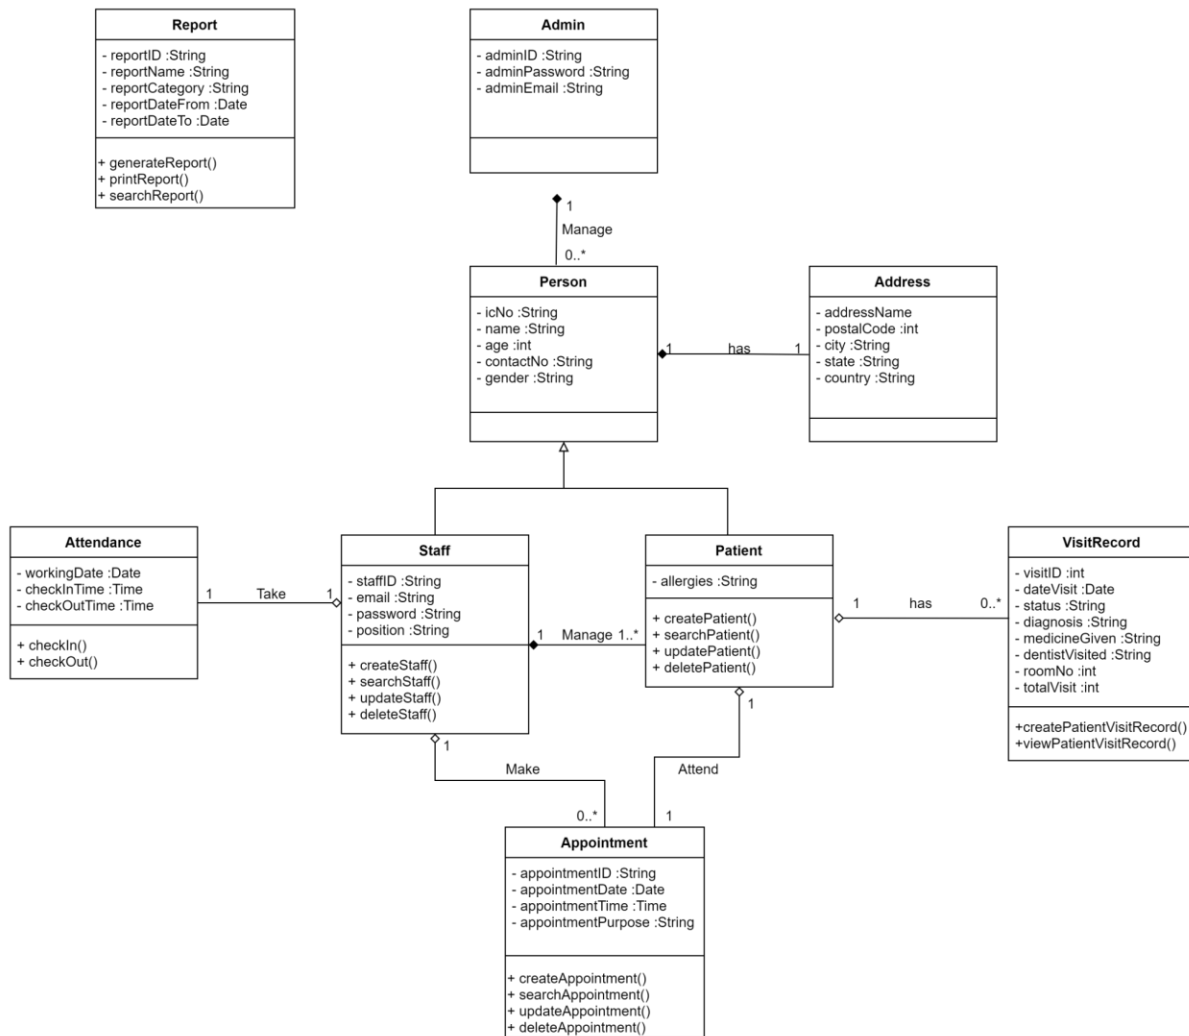 Report
- reportID :String
- reportName :String
- reportCategory :String
- reportDateFrom :Date
- reportDateTo :Date
+ generateReport()
+ printReport()
+ searchReport()
Admin
- adminID :String
- adminPassword :String
- adminEmail :String
1
Manage
0..*
Person
- icNo :String
- name :String
- age :int
- contactNo :String
- gender :String
1 has 1
Address
- addressName
- postalCode :int
- city :String
- state :String
- country :String
Attendance
- workingDate :Date
- checkInTime :Time
- checkOutTime :Time
+ checkIn()
+ checkOut()
1 Take 1
Staff
- staffID :String
- email :String
- password :String
- position :String
+ createStaff()
+ searchStaff()
+ updateStaff()
+ deleteStaff()
1 Manage 1..*
Patient
- allergies :String
+ createPatient()
+ searchPatient()
+ updatePatient()
+ deletePatient()
1 has 0..*
VisitRecord
- visitID :int
- dateVisit :Date
- status :String
- diagnosis :String
- medicineGiven :String
- dentistVisited :String
- roomNo :int
- totalVisit :int
+createPatientVisitRecord()
+viewPatientVisitRecord()
1
Make
0..*
1
Attend
1
Appointment
- appointmentID :String
- appointmentDate :Date
- appointmentTime :Time
- appointmentPurpose :String
+ createAppointment()
+ searchAppointment()
+ updateAppointment()
+ deleteAppointment()